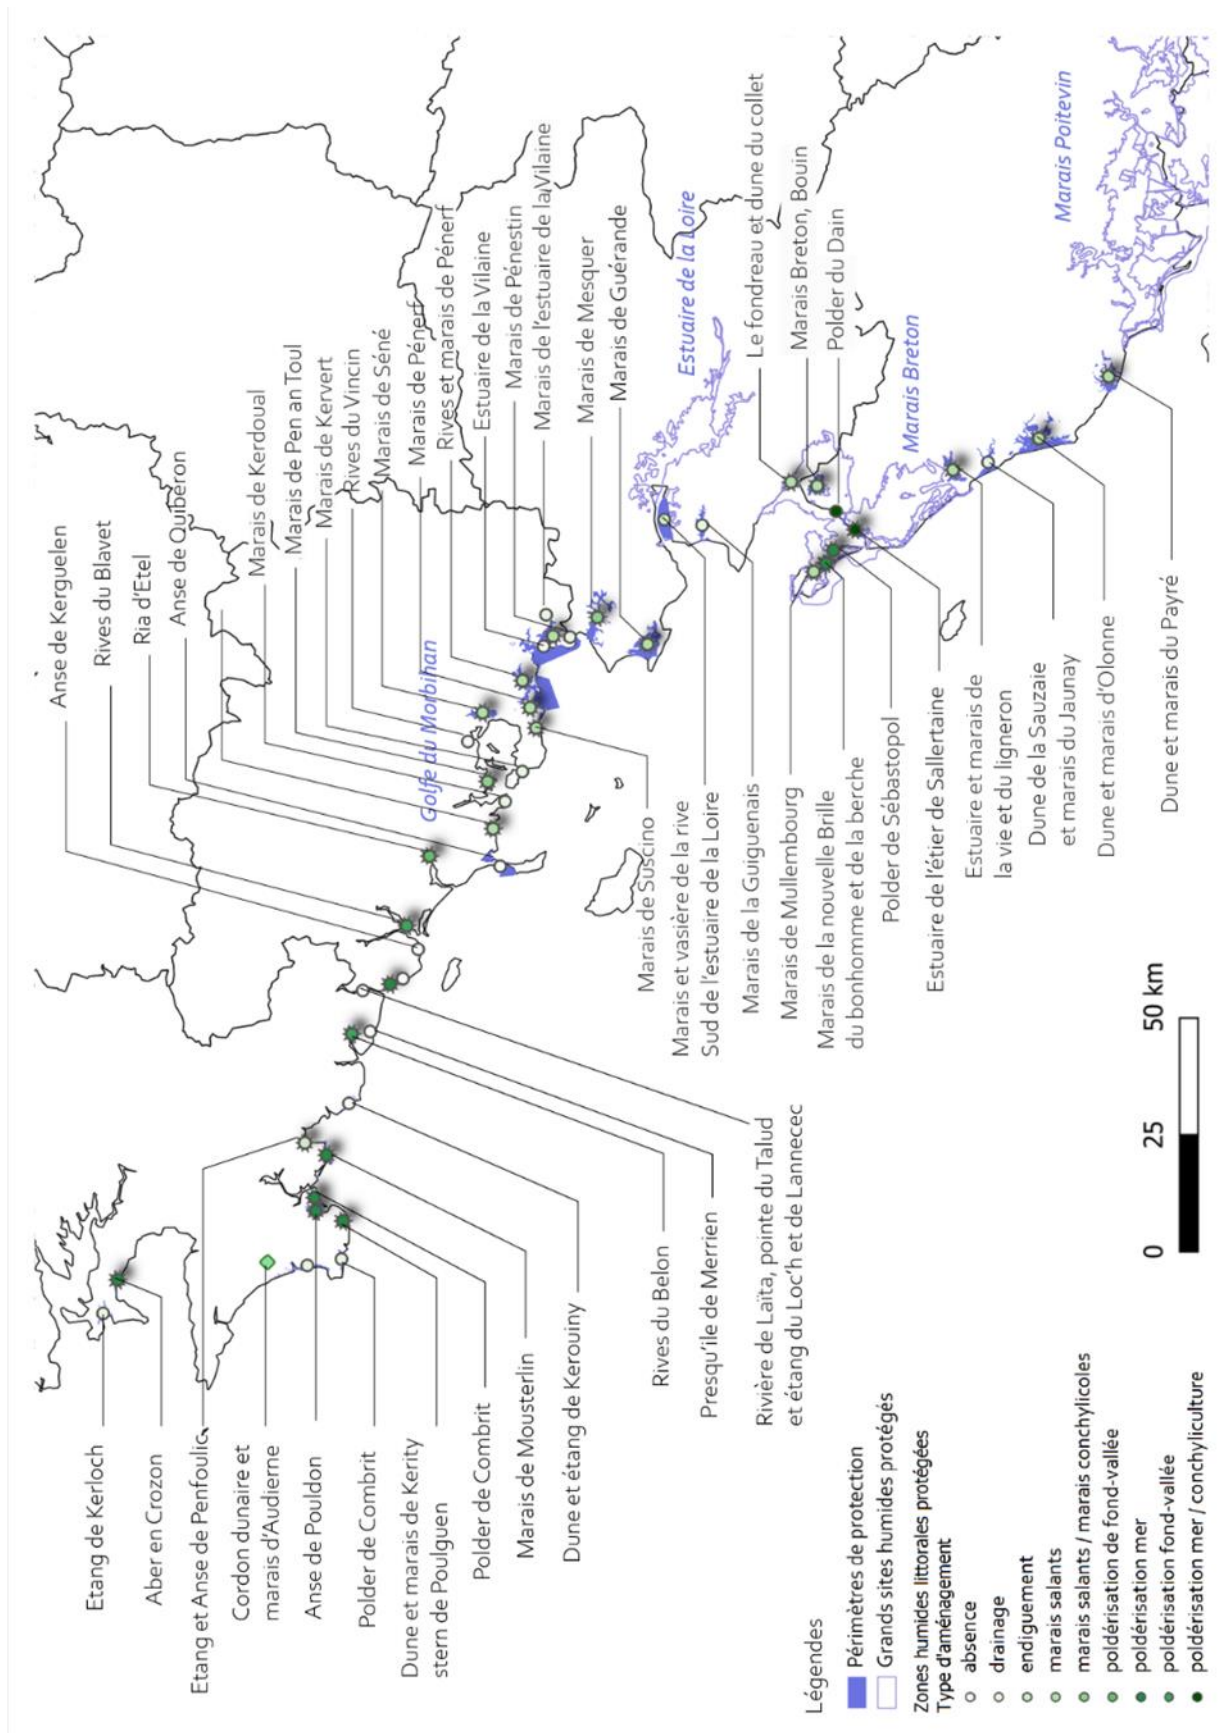 Etang de Kerloch
Aber en Crozon
Etang et Anse de Penfoulic
Cordon dunaire et
marais d'Audierne
Anse de Pouldon
Polder de Combrit
Dune et marais de Kerity
stern de Poulguen
Polder de Combrit
Marais de Mousterlin
Dune et étang de Kerouiny
Rives du Belon
Presqu'ile de Merrien
Rivière de Laïta, pointe du Talud
et étang du Loc'h et de Lannecec
Anse de Kerguelen
Rives du Blavet
Ria d'Etel
Anse de Quiberon
Marais de Kerdoual
Marais de Pen an Toul
Marais de Kervert
Rives du Vincin
Marais de Séné
Marais de Pénerf
Rives et marais de Pénerf
Estuaire de la Vilaine
Marais de Pénestin
Marais de l'estuaire de la Vilaine
Marais de Mesquer
Marais de Guérande
Golfe du Morbihan
Estuaire de la Loire
Le fondreau et dune du collet
Marais Breton, Bouin
Polder du Dain
Marais Breton
Marais Poitevin
Marais de Suscino
Marais et vasière de la rive
Sud de l'estuaire de la Loire
Marais de la Guiguenais
Marais de Mullembourg
Marais de la nouvelle Brille
du bonhomme et de la berche
Polder de Sébastopol
Estuaire de l'étier de Sallertaine
Estuaire et marais de
la vie et du ligneron
Dune de la Sauzaie
et marais du Jaunay
Dune et marais d'Olonne
Dune et marais du Payré
0 25 50 km
Légendes
Périmètres de protection
Grands sites humides protégés
Zones humides littorales protégées
Type d'aménagement
absence
drainage
endiguement
marais salants
marais salants / marais conchylicoles
poldérisation de fond-vallée
poldérisation mer
poldérisation fond-vallée
poldérisation mer / conchyliculture